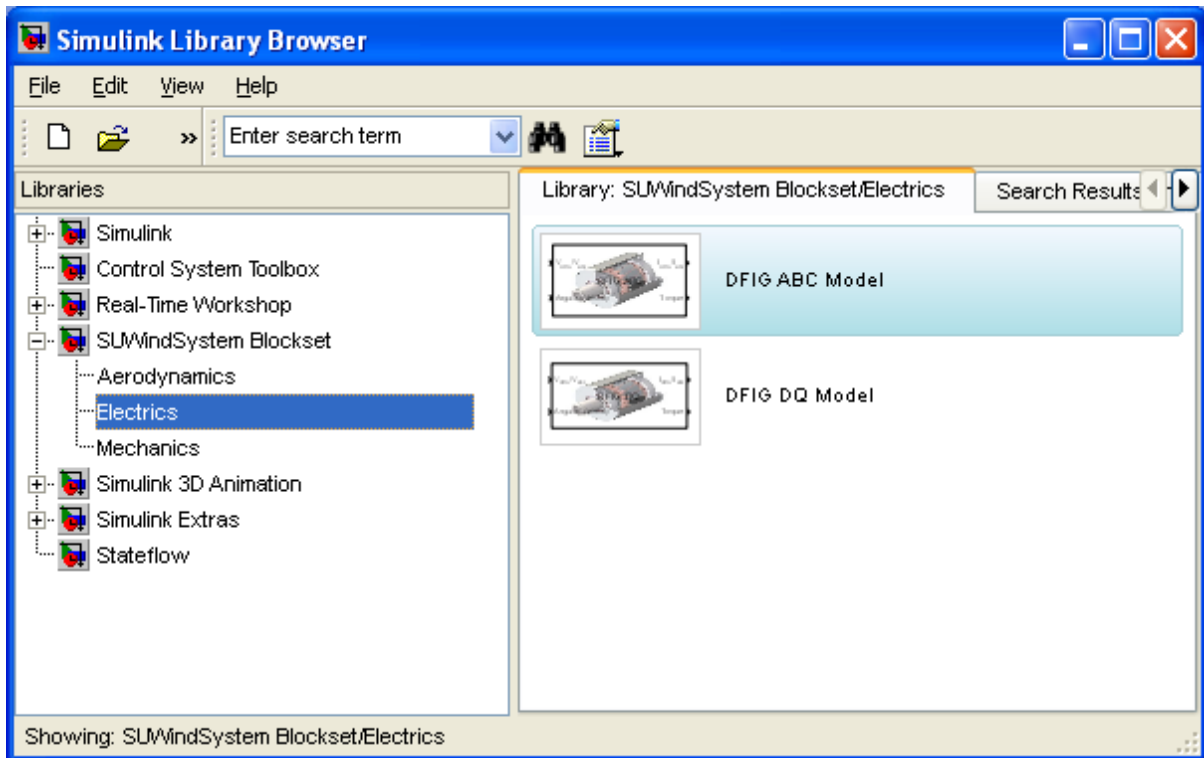 Simulink Library Browser
File Edit View Help
» Enter search term
Libraries
Library: SUWindSystem Blockset/Electrics
Search Results
Simulink
Control System Toolbox
Real-Time Workshop
SUWindSystem Blockset
Aerodynamics
Electrics
Mechanics
Simulink 3D Animation
Simulink Extras
Stateflow
DFIG ABC Model
DFIG DQ Model
Showing: SUWindSystem Blockset/Electrics